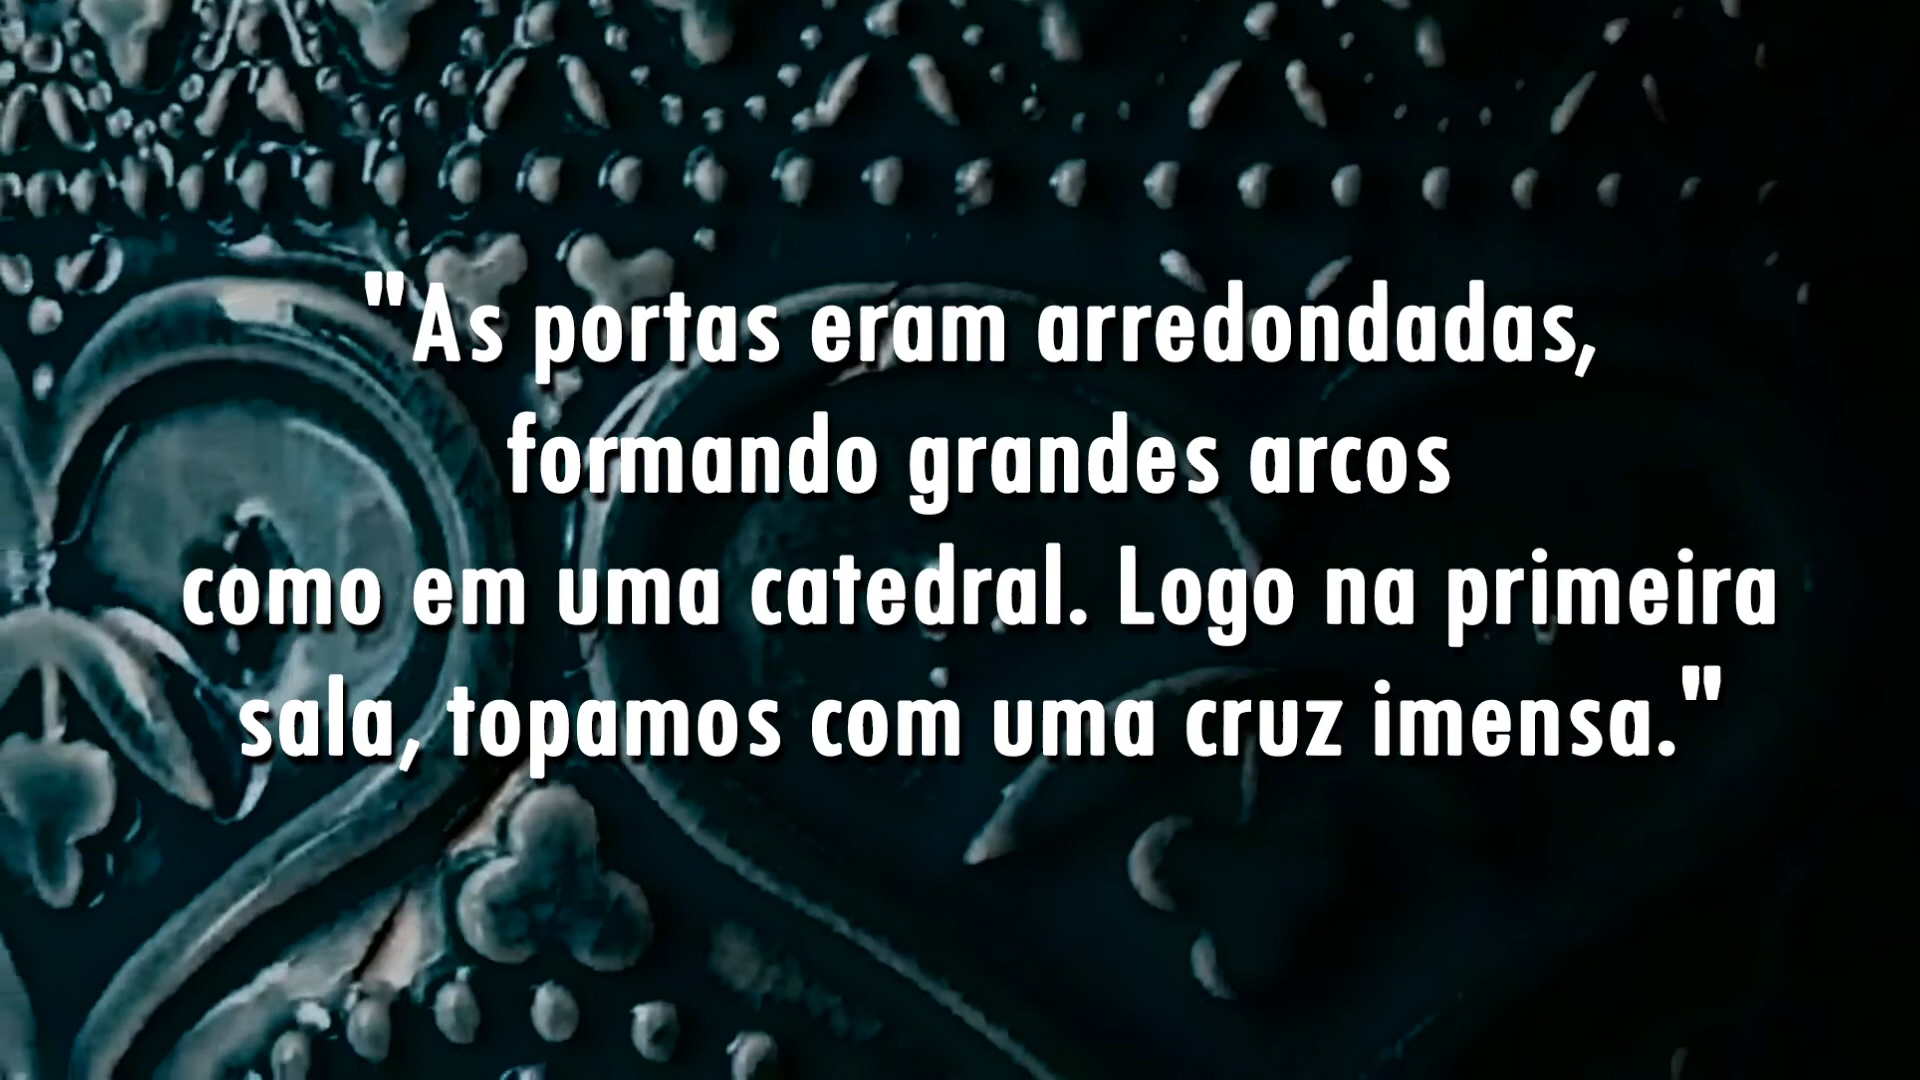 "As portas eram arredondadas,
formando grandes arcos
como em uma catedral. Logo na primeira
sala, topamos com uma cruz imensa."